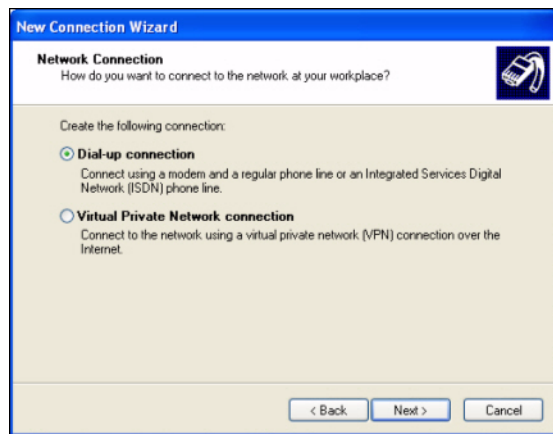 New Connection Wizard
Network Connection
How do you want to connect to the network at your workplace?
Create the following connection:
Dial-up connection
Connect using a modem and a regular phone line or an Integrated Services Digital
Network (ISDN) phone line.
Virtual Private Network connection
Connect to the network using a virtual private network (VPN) connection over the
Internet.
< Back
Next >
Cancel